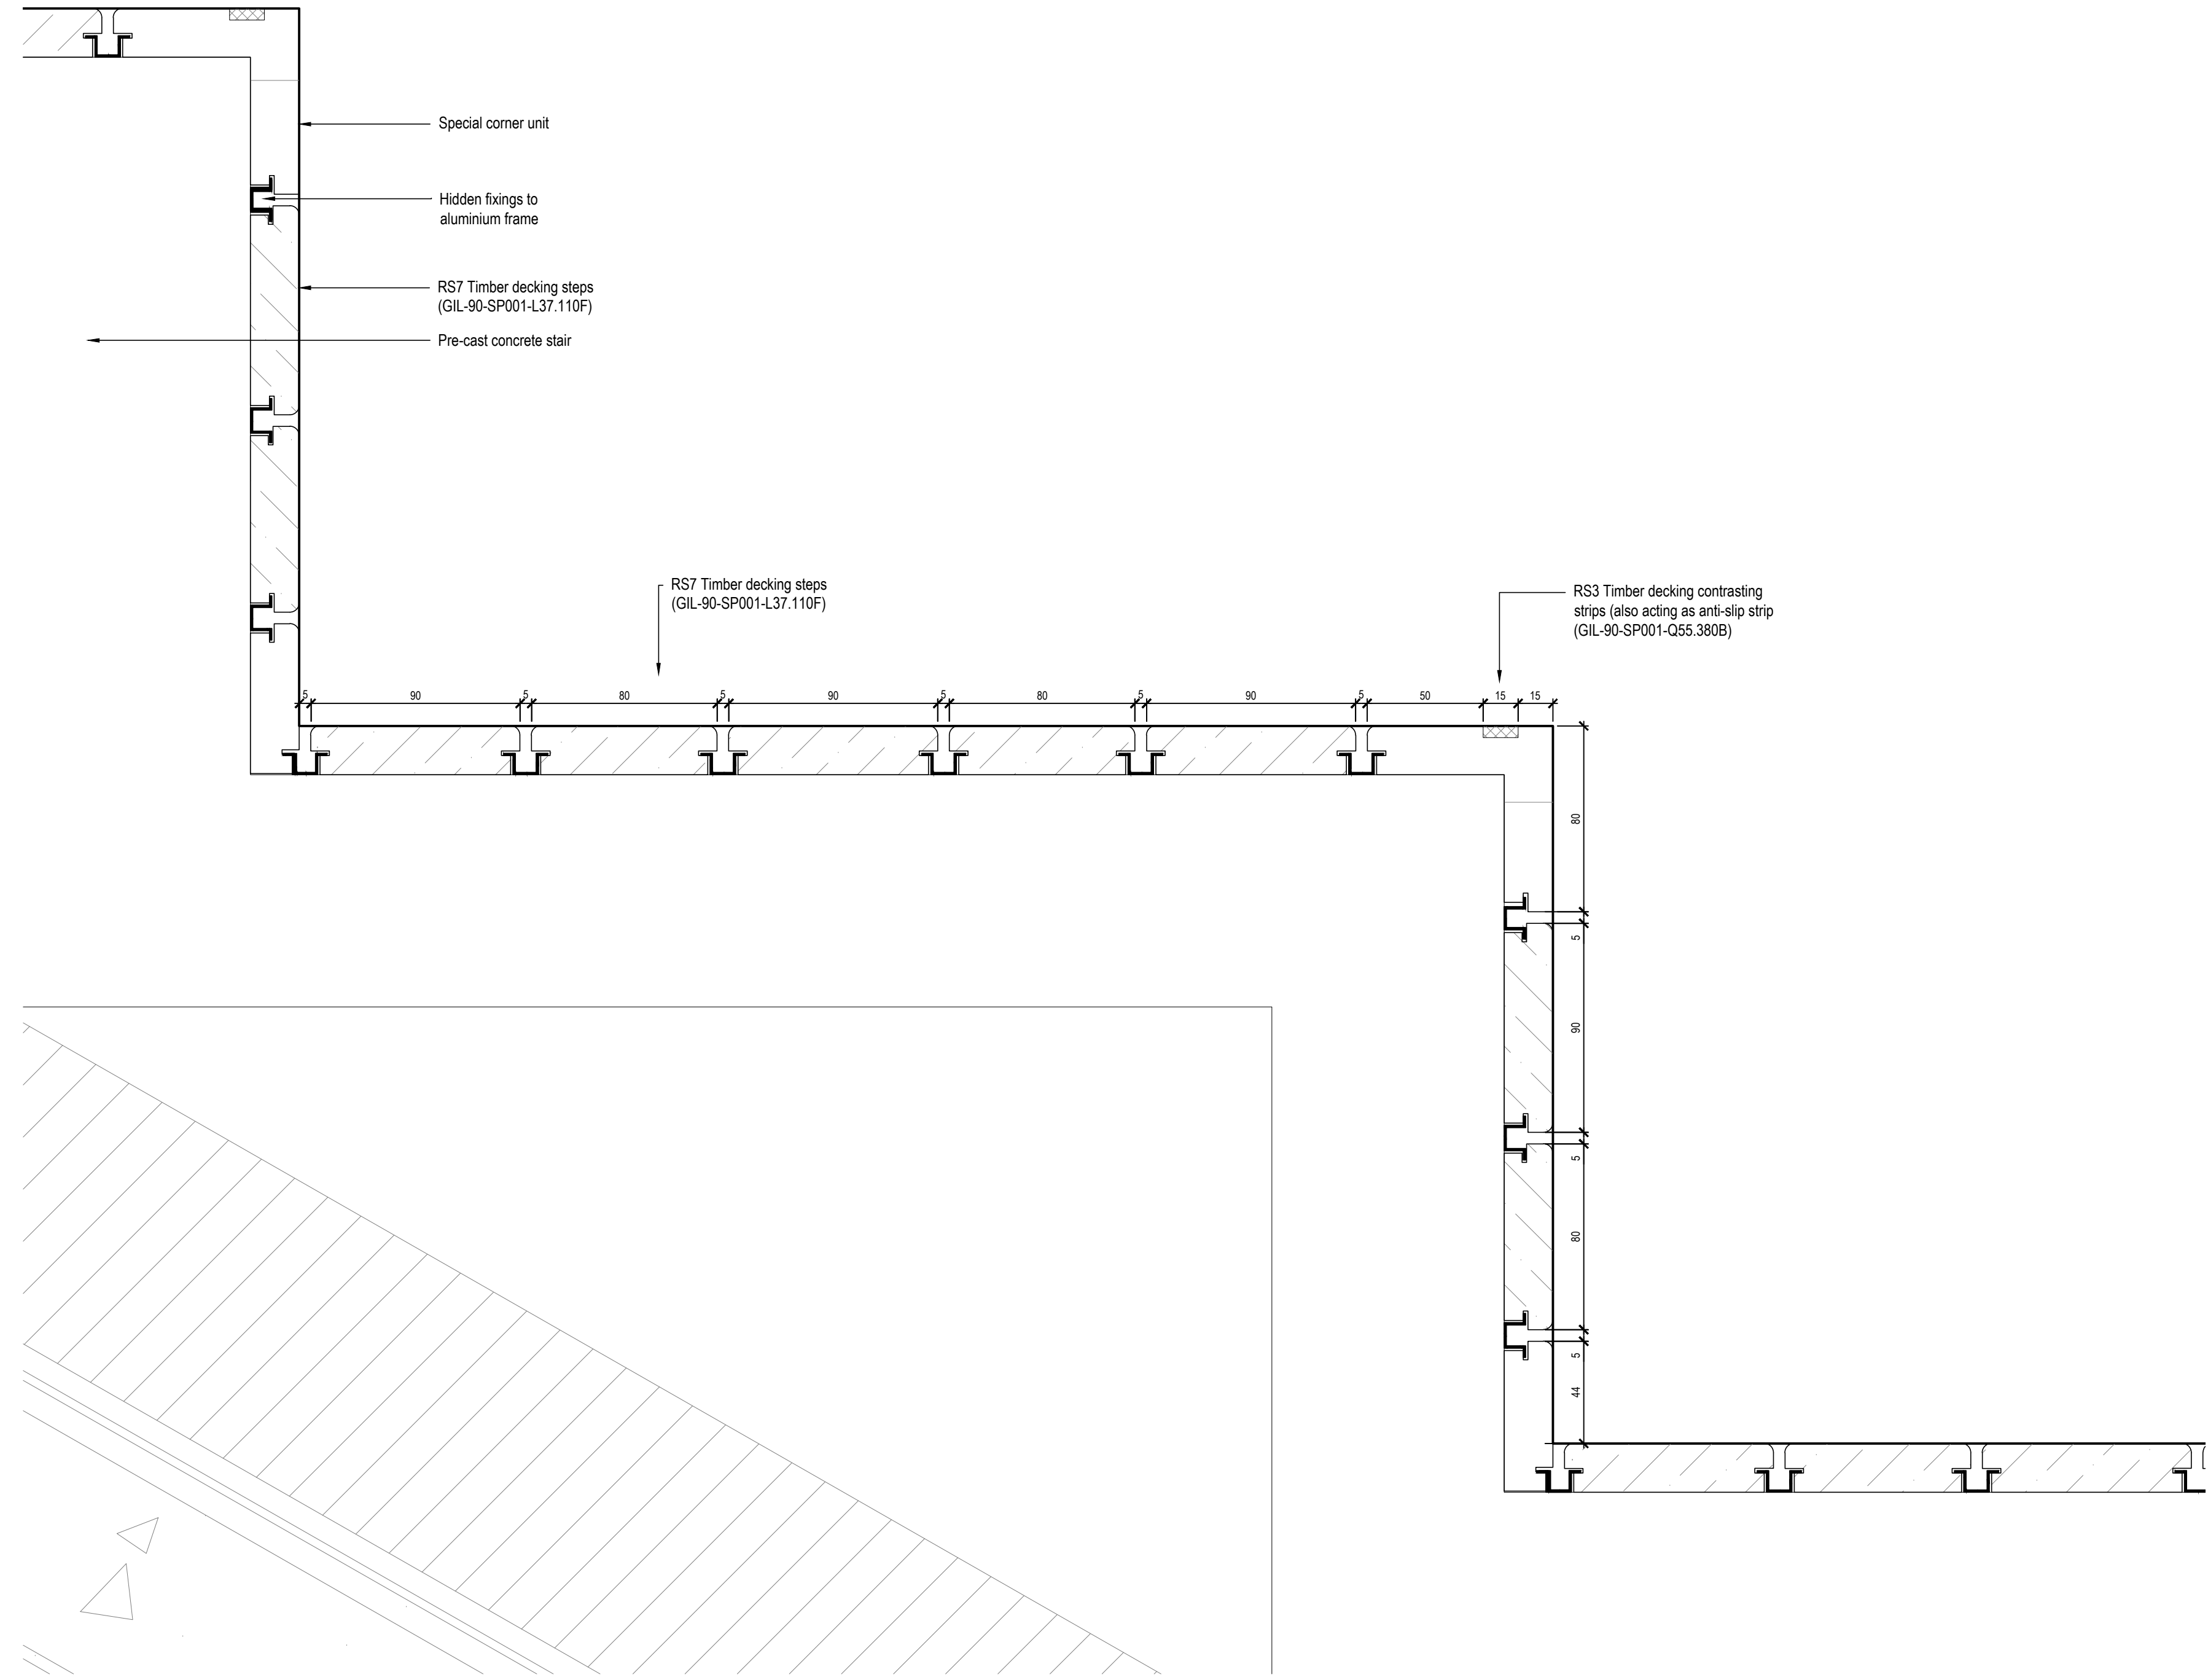 Special corner unit
Hidden fixings to
aluminium frame
RS7 Timber decking steps
(GIL-90-SP001-L37.110F)
Pre-cast concrete stair
RS7 Timber decking steps
(GIL-90-SP001-L37.110F)
RS3 Timber decking contrasting
strips (also acting as anti-slip strip
(GIL-90-SP001-Q55.380B)
5 90 5 80 5 90 5 80 5 90 5 50 15 15
80
5
90
5
80
5
44